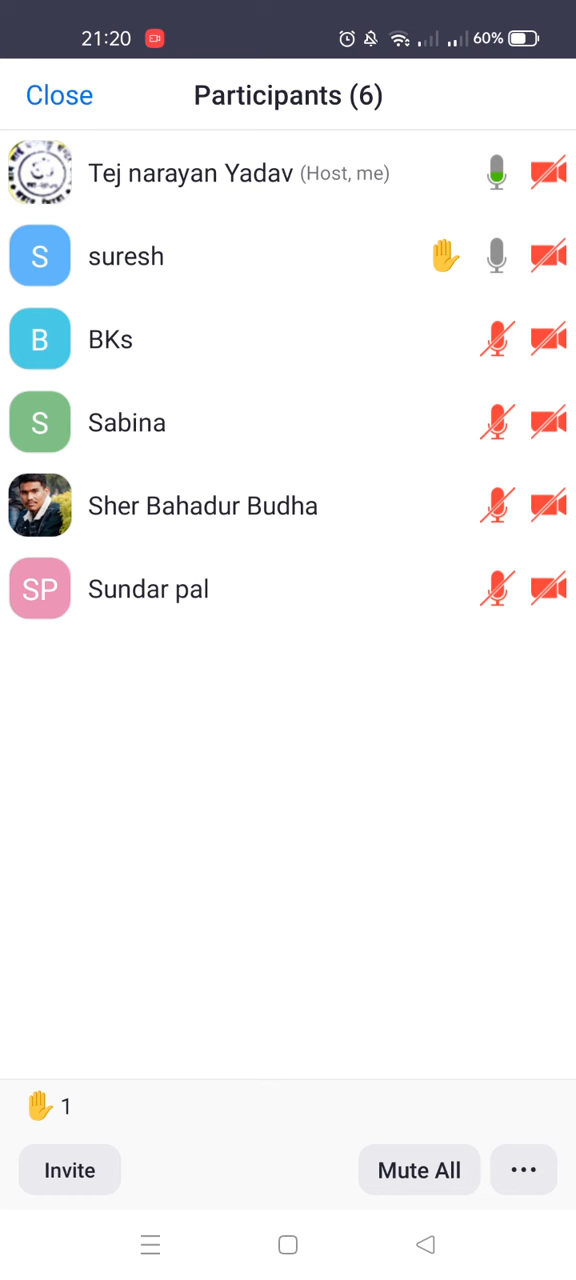 21:20 60%
Close Participants (6)
Tej narayan Yadav (Host, me)
S suresh
B BKs
S Sabina
Sher Bahadur Budha
SP Sundar pal
1
Invite Mute All